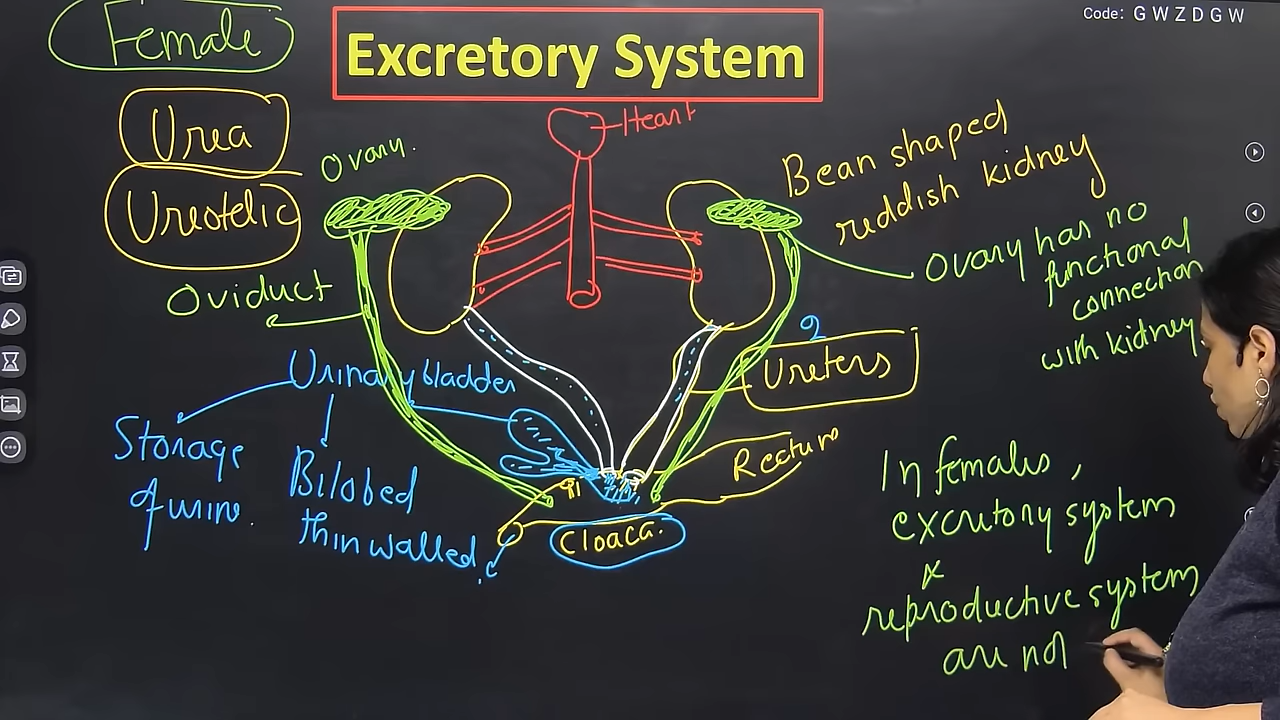 Code: G W Z D G W
Female
Excretory System
Urea
Ureotelic
Ovary.
Heart
Bean shaped
reddish kidney
Ovary has no
functional
connection
with kidney.
Oviduct
2
Ureters
Urinary bladder
Storage
of urine.
Bilobed
thin walled.
Rectum
Cloaca.
In females,
excrutory system
&
reproductive system
are not